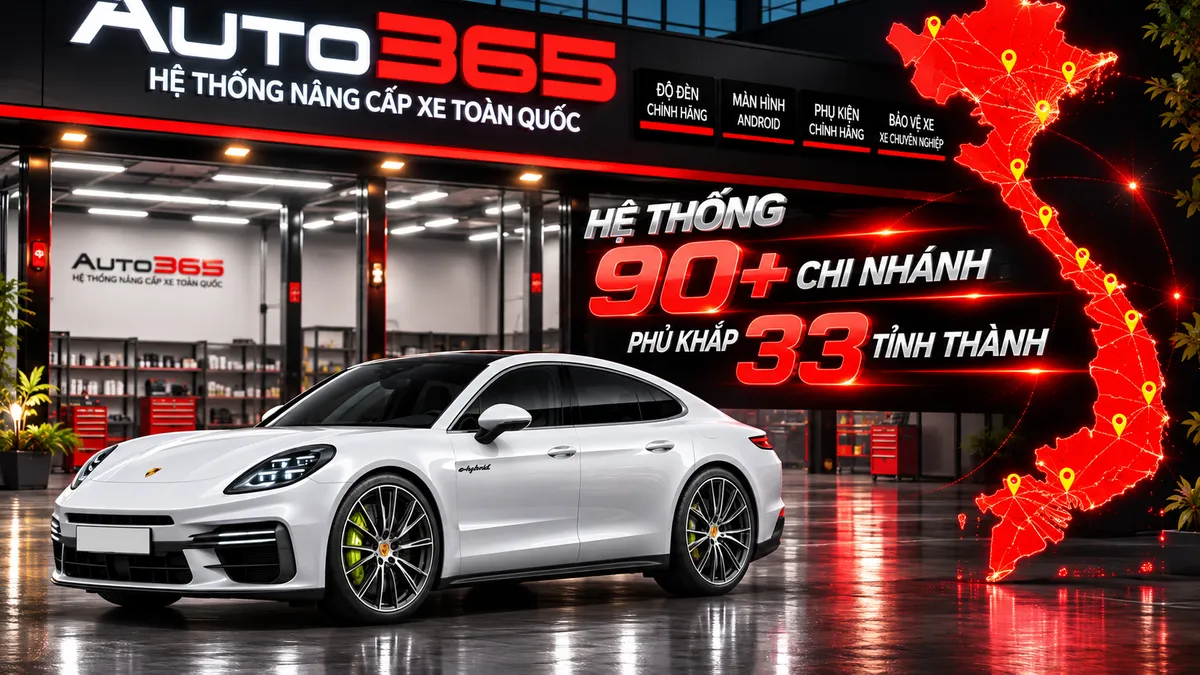 AUTO365
HỆ THỐNG NÂNG CẤP XE TOÀN QUỐC
ĐỘ ĐÈN
CHÍNH HÃNG
MÀN HÌNH
ANDROID
PHỤ KIỆN
CHÍNH HÃNG
BẢO VỆ XE
XE CHUYÊN NGHIỆP
AUTO365
HỆ THỐNG NÂNG CẤP XE TOÀN QUỐC
HỆ THỐNG
90+ CHI NHÁNH
PHỦ KHẮP 33 TỈNH THÀNH
e-hybrid